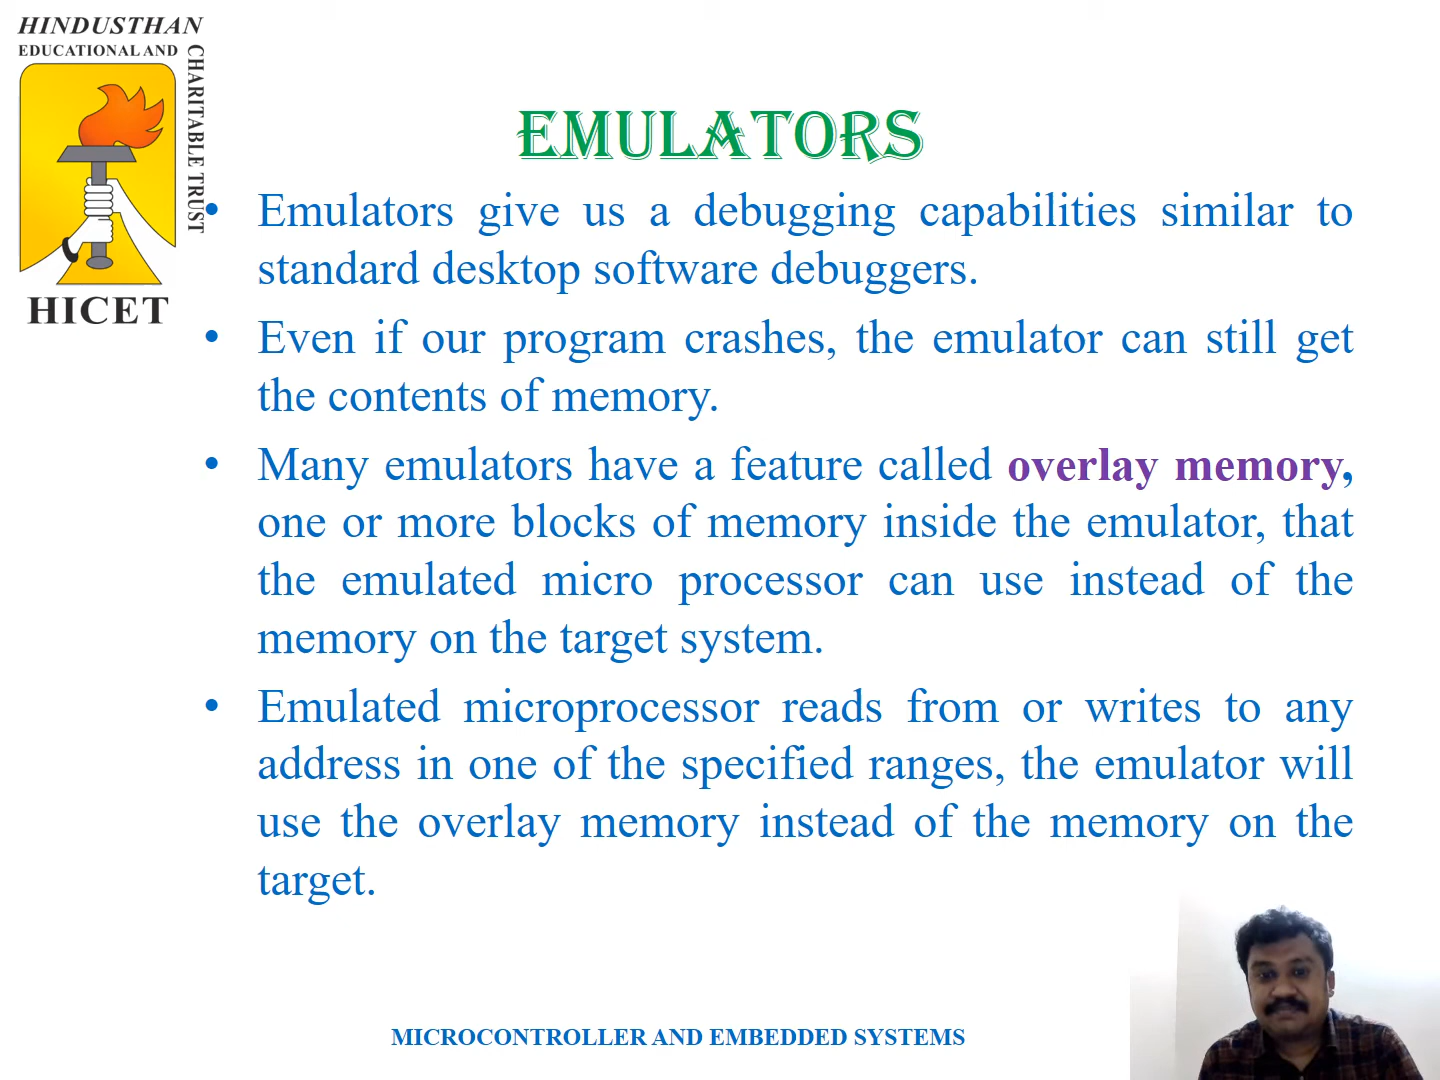 HINDUSTHAN
EDUCATIONAL AND
CHARITABLE TRUST
HICET
EMULATORS
• Emulators give us a debugging capabilities similar to
standard desktop software debuggers.
• Even if our program crashes, the emulator can still get
the contents of memory.
• Many emulators have a feature called overlay memory,
one or more blocks of memory inside the emulator, that
the emulated micro processor can use instead of the
memory on the target system.
• Emulated microprocessor reads from or writes to any
address in one of the specified ranges, the emulator will
use the overlay memory instead of the memory on the
target.
MICROCONTROLLER AND EMBEDDED SYSTEMS